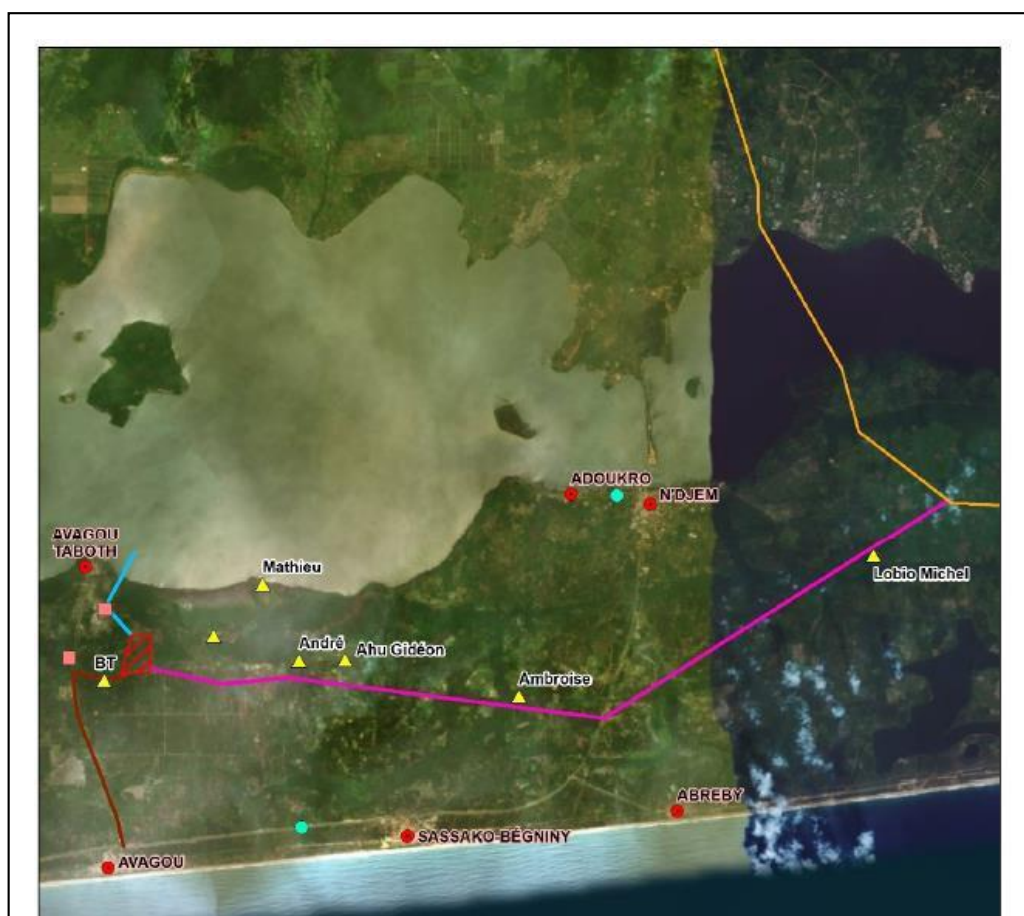 ADOUKRO
N'DJEM
AVAGOU
TABOTH
Mathieu
Lobio Michel
André
Ahu Gidéon
BT
Ambroise
ABREBY
SASSAKO-BÉGNINY
AVAGOU